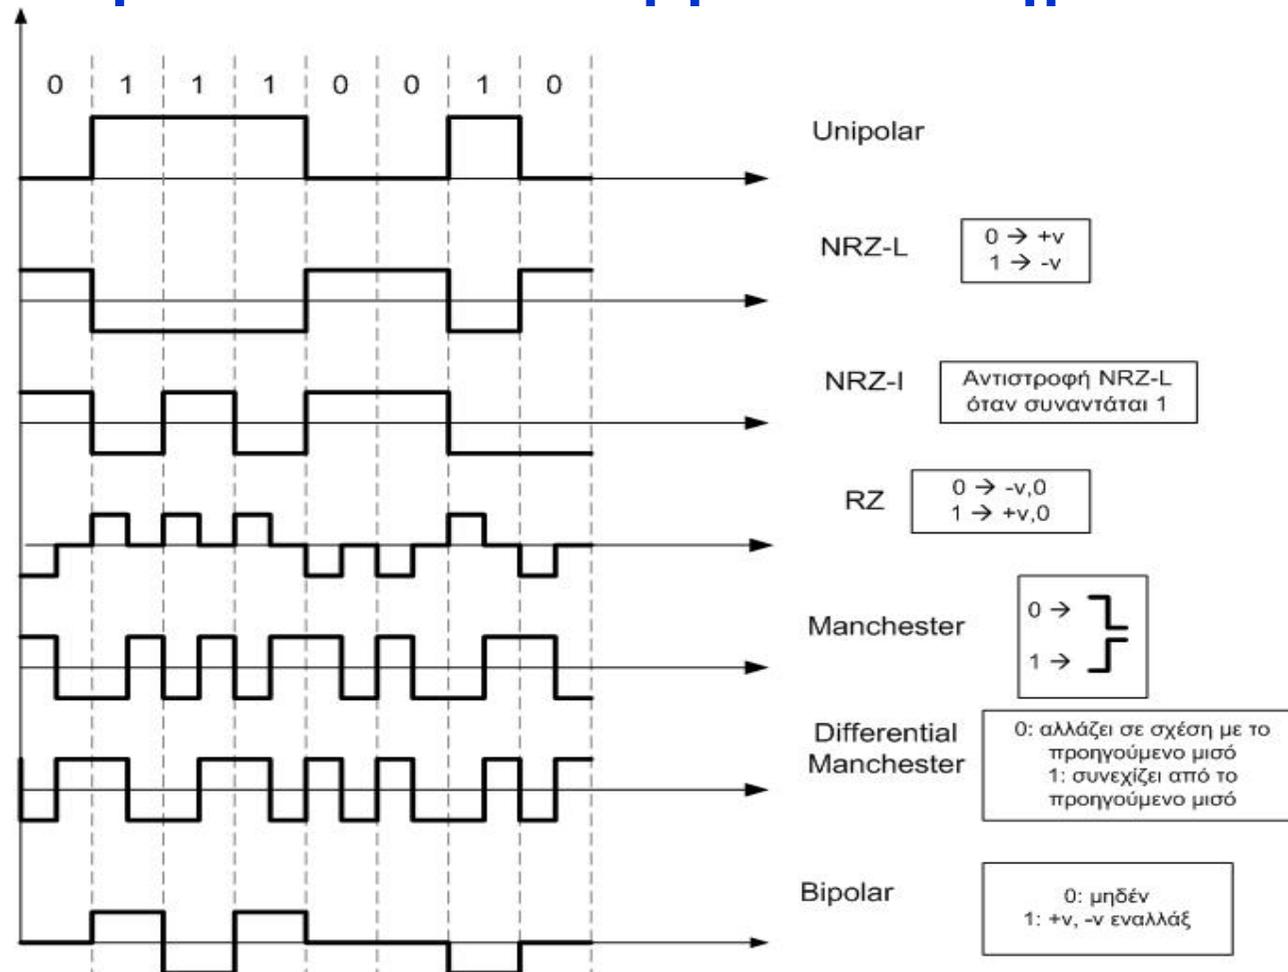 0 1 1 1 0 0 1 0
Unipolar
NRZ-L
0 → +v
1 → -v
NRZ-I
Αντιστροφή NRZ-L
όταν συναντάται 1
RZ
0 → -v,0
1 → +v,0
Manchester
0 →
1 →
Differential
Manchester
0: αλλάζει σε σχέση με το
προηγούμενο μισό
1: συνεχίζει από το
προηγούμενο μισό
Bipolar
0: μηδέν
1: +v, -v εναλλάξ